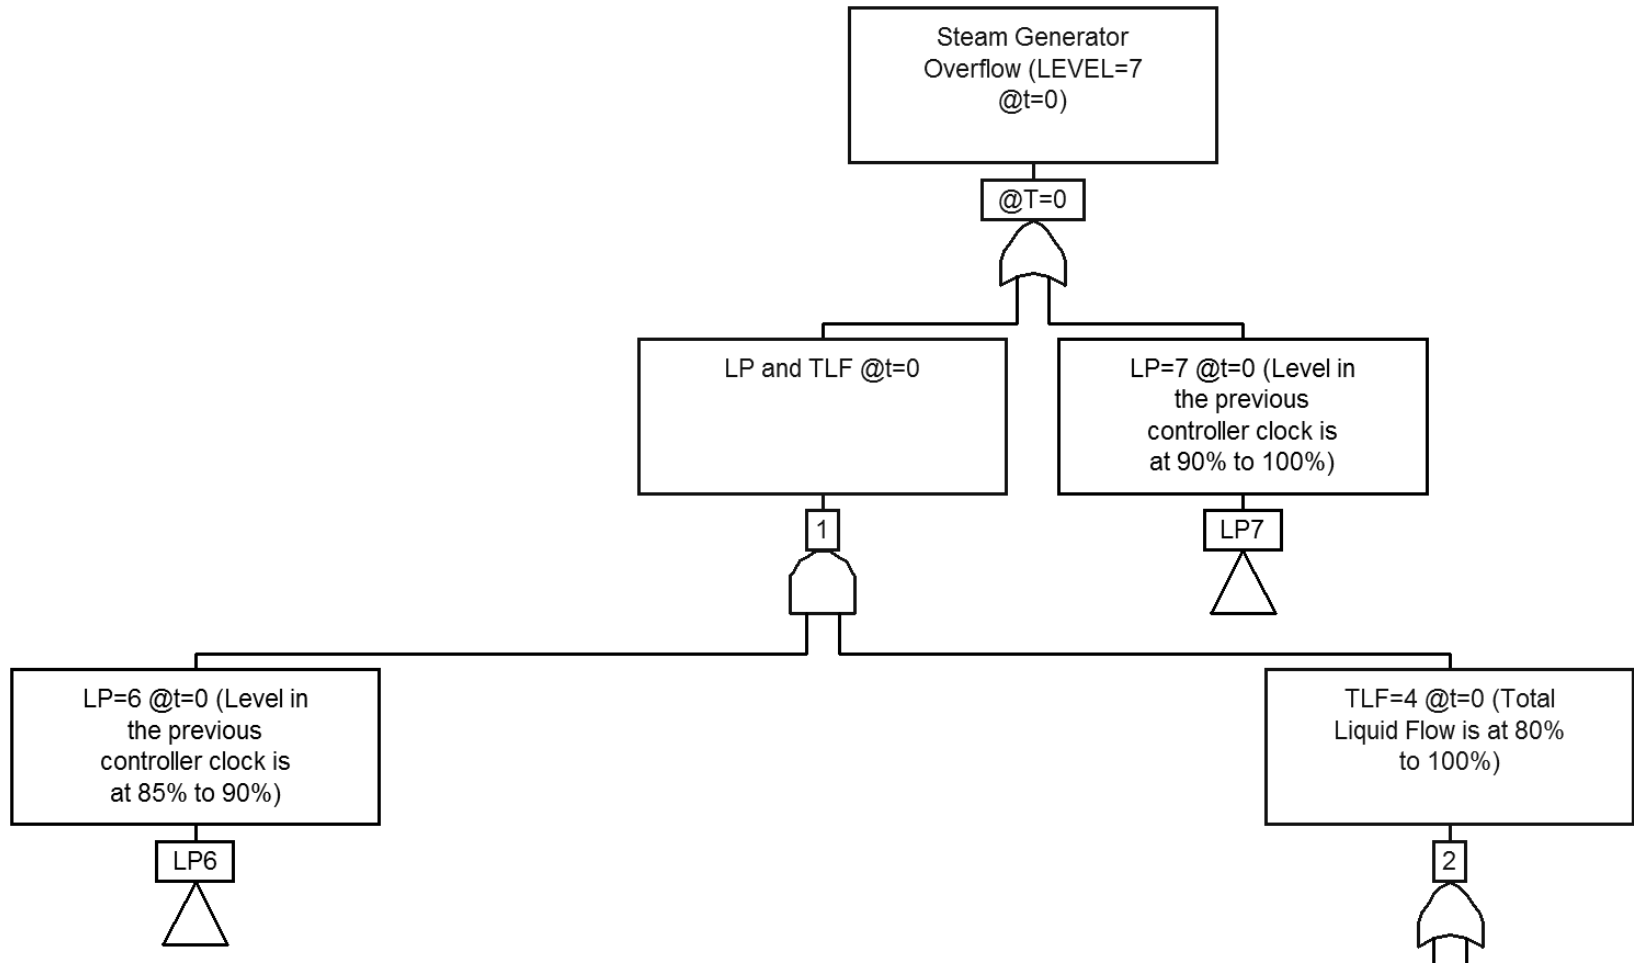 Steam Generator
Overflow (LEVEL=7
@t=0)
@T=0
LP and TLF @t=0
1
LP=7 @t=0 (Level in
the previous
controller clock is
at 90% to 100%)
LP7
LP=6 @t=0 (Level in
the previous
controller clock is
at 85% to 90%)
LP6
TLF=4 @t=0 (Total
Liquid Flow is at 80%
to 100%)
2